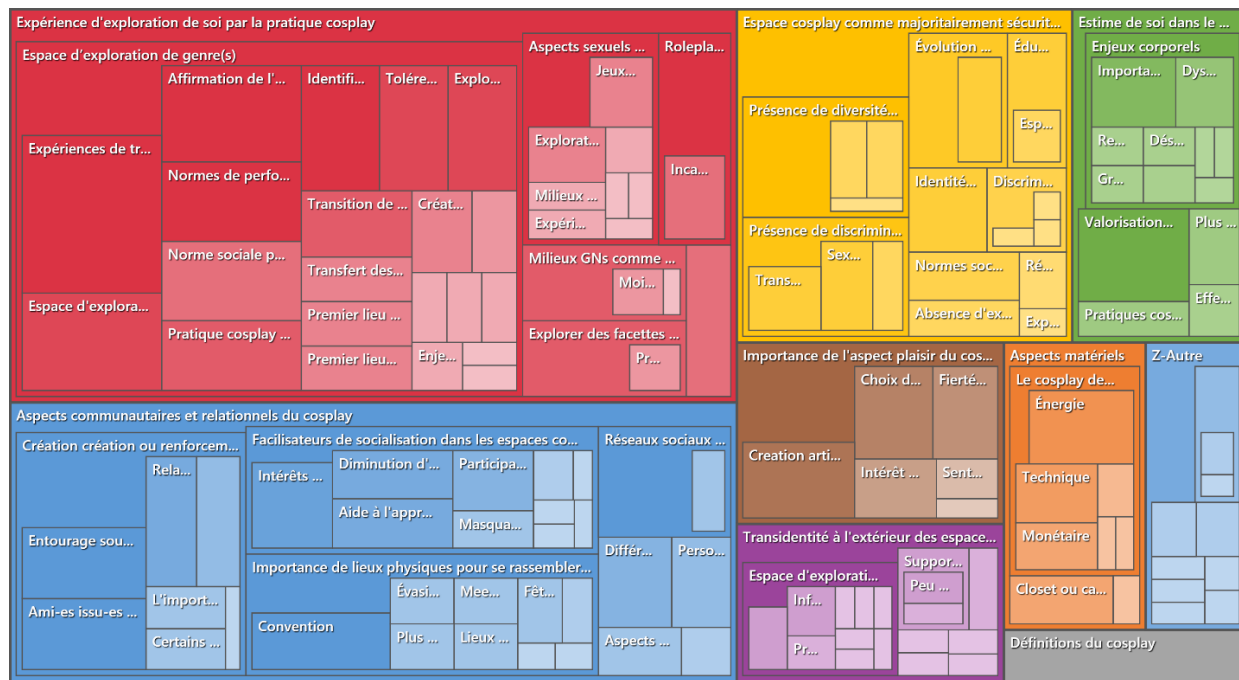 Expérience d'exploration de soi par la pratique cosplay
Espace d'exploration de genre(s)
Affirmation de l'...
Identifi...
Tolére...
Explo...
Expériences de tr...
Normes de perfo...
Transition de ...
Créat...
Norme sociale p...
Transfert des...
Espace d'explora...
Premier lieu ...
Pratique cosplay ...
Premier lieu...
Enje...
Aspects sexuels ...
Jeux...
Explorat...
Milieux ...
Expéri...
Rolepla...
Inca...
Milieu GNs comme ...
Moi...
Explorer des facettes ...
Pr...
Aspects communautaires et relationnels du cosplay
Création création ou renforcem...
Rela...
Entourage sou...
Ami-es issu-es ...
L'import...
Certains ...
Facilisateurs de socialisation dans les espaces co...
Intérêts ...
Diminution d'...
Participa...
Aide à l'appr...
Masqua...
Importance de lieux physiques pour se rassembler...
Convention
Évasi...
Mee...
Fêt...
Plus ...
Lieux ...
Réseaux sociaux ...
Différ...
Perso...
Aspects ...
Espace cosplay comme majoritairement sécurit...
Évolution ...
Édu...
Présence de diversité...
Esp...
Identité...
Discrim...
Présence de discrimin...
Sex...
Trans...
Normes soc...
Ré...
Absence d'ex...
Exp...
Estime de soi dans le ...
Enjeux corporels
Importa...
Dys...
Re...
Dés...
Gr...
Valorisation...
Plus ...
Effe...
Pratiques cos...
Importance de l'aspect plaisir du cos...
Choix d...
Fierté...
Creation arti...
Intérêt ...
Sent...
Aspects matériels
Le cosplay de...
Énergie
Technique
Monétaire
Closet ou ca...
Z-Autre
Transidentité à l'extérieur des espace...
Espace d'explorati...
Inf...
Pr...
Suppor...
Peu ...
Définitions du cosplay